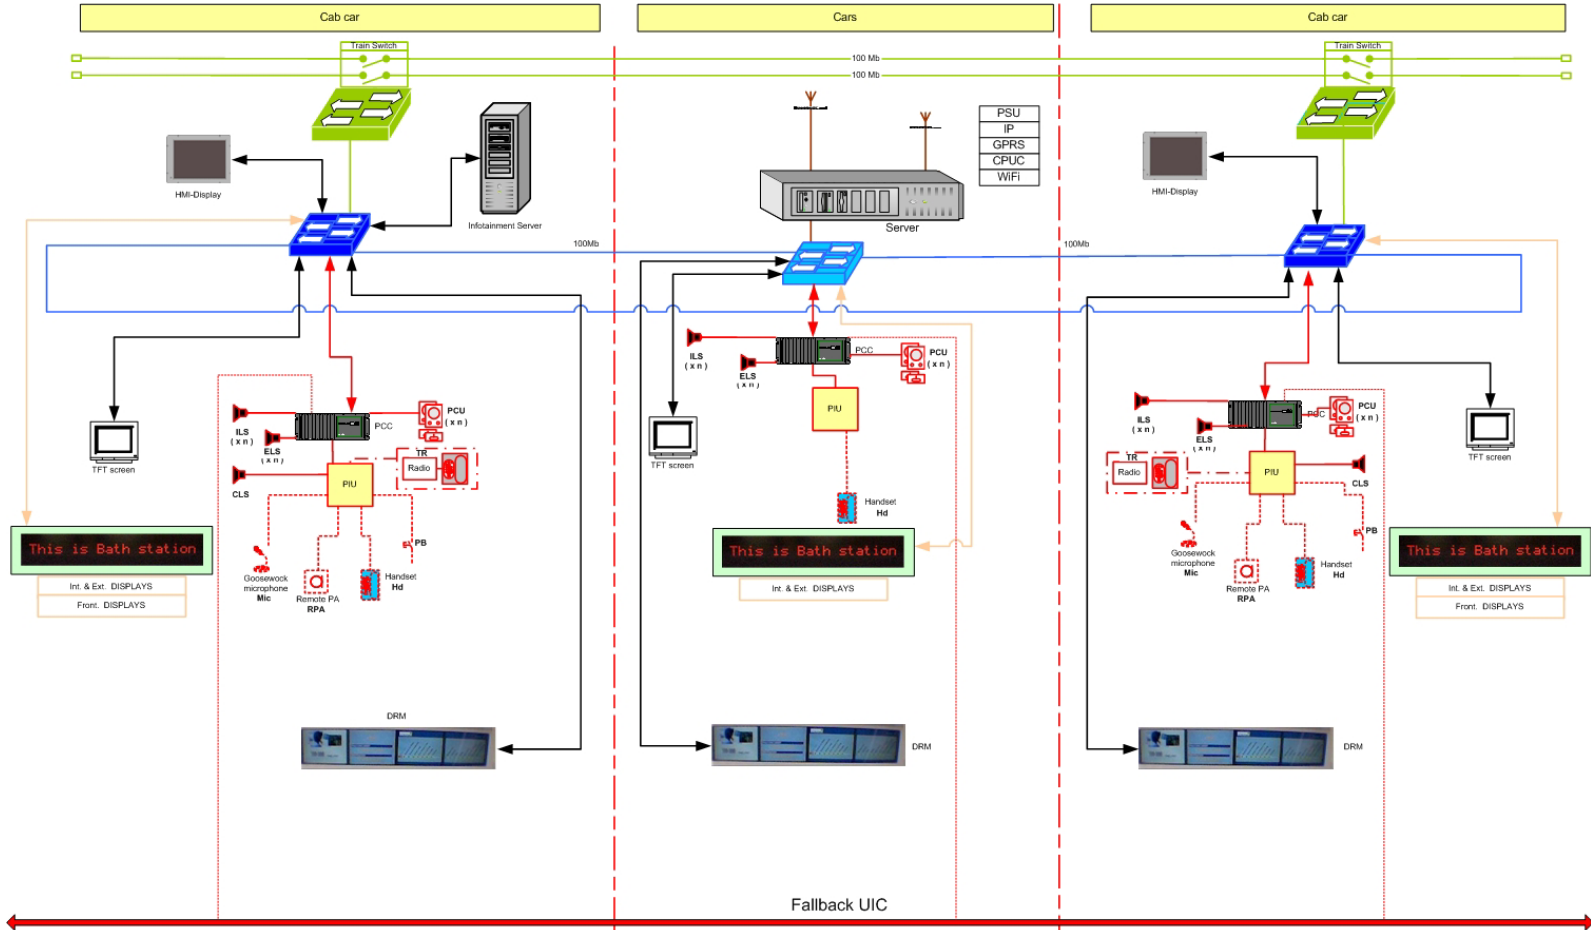 Cab car
Cars
Cab car
Train Switch
Train Switch
100 Mb
100 Mb
PSU
IP
GPRS
CPUC
WiFi
HMI-Display
Infotainment Server
Server
HMI-Display
100Mb
100Mb
ILS
( x n )
ELS
( x n )
PCC
PCU
( x n )
PIU
Handset
Hd
ILS
( x n )
ELS
( x n )
CLS
PCC
PCU
( x n )
TR
Radio
PIU
PB
Goosewock
microphone
Mic
Remote PA
RPA
Handset
Hd
TFT screen
TFT screen
TFT screen
ILS
( x n )
ELS
( x n )
PCC
PCU
( x n )
TR
Radio
PIU
CLS
PB
Goosewock
microphone
Mic
Remote PA
RPA
Handset
Hd
This is Bath station
Int. & Ext. DISPLAYS
Front. DISPLAYS
This is Bath station
Int. & Ext. DISPLAYS
This is Bath station
Int. & Ext. DISPLAYS
Front. DISPLAYS
DRM
DRM
DRM
Fallback UIC